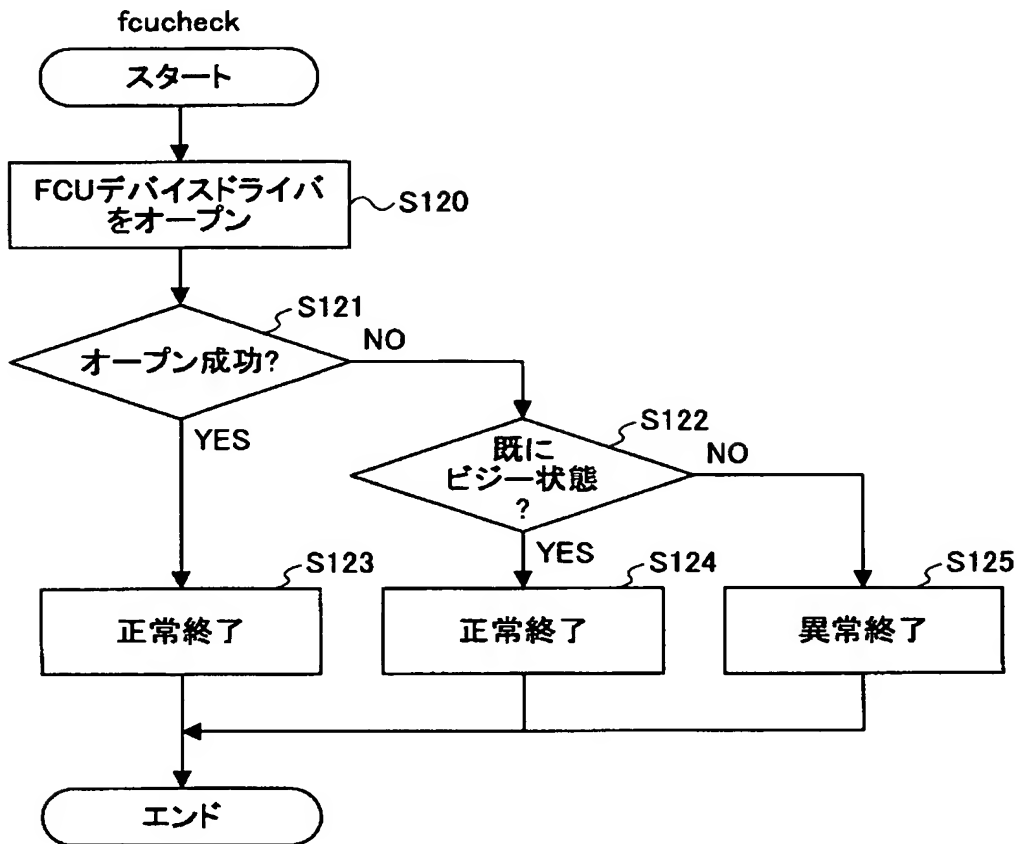 fcucheck
スタート
FCUデバイスドライバ
をオープン
S120
S121
オープン成功?
NO
YES
S122
既に
ビジー状態
?
NO
YES
S123
正常終了
S124
正常終了
S125
異常終了
エンド